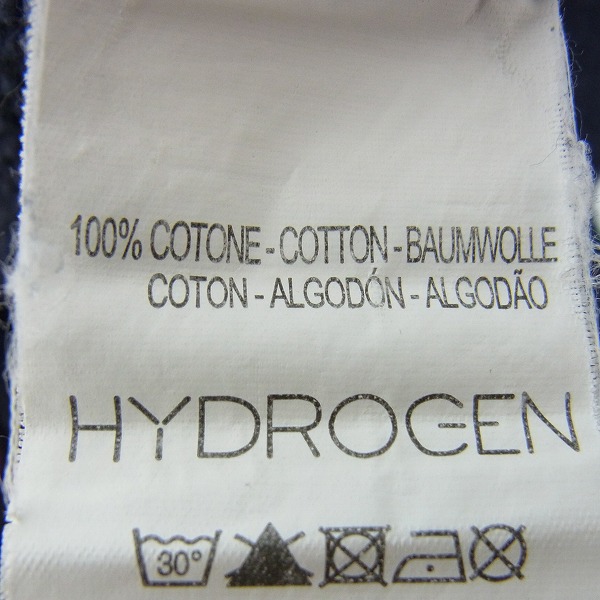 100% COTONE - COTTON - BAUMWOLLE
COTON - ALGODÓN - ALGODÃO
HYDROGEN
30°